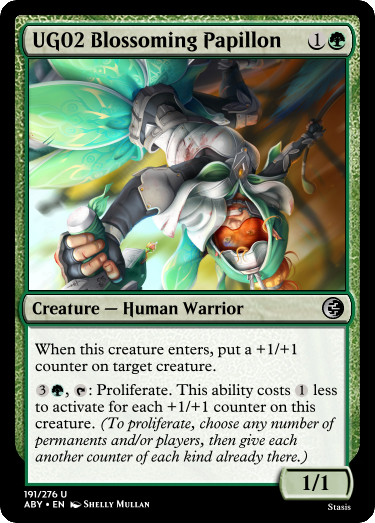 UG02 Blossoming Papillon 1
Creature — Human Warrior
When this creature enters, put a +1/+1
counter on target creature.
3 , : Proliferate. This ability costs 1 less
to activate for each +1/+1 counter on this
creature. (To proliferate, choose any number of
permanents and/or players, then give each
another counter of each kind already there.)
1/1
191/276 U
ABY • EN Shelly Mullan
Stasis